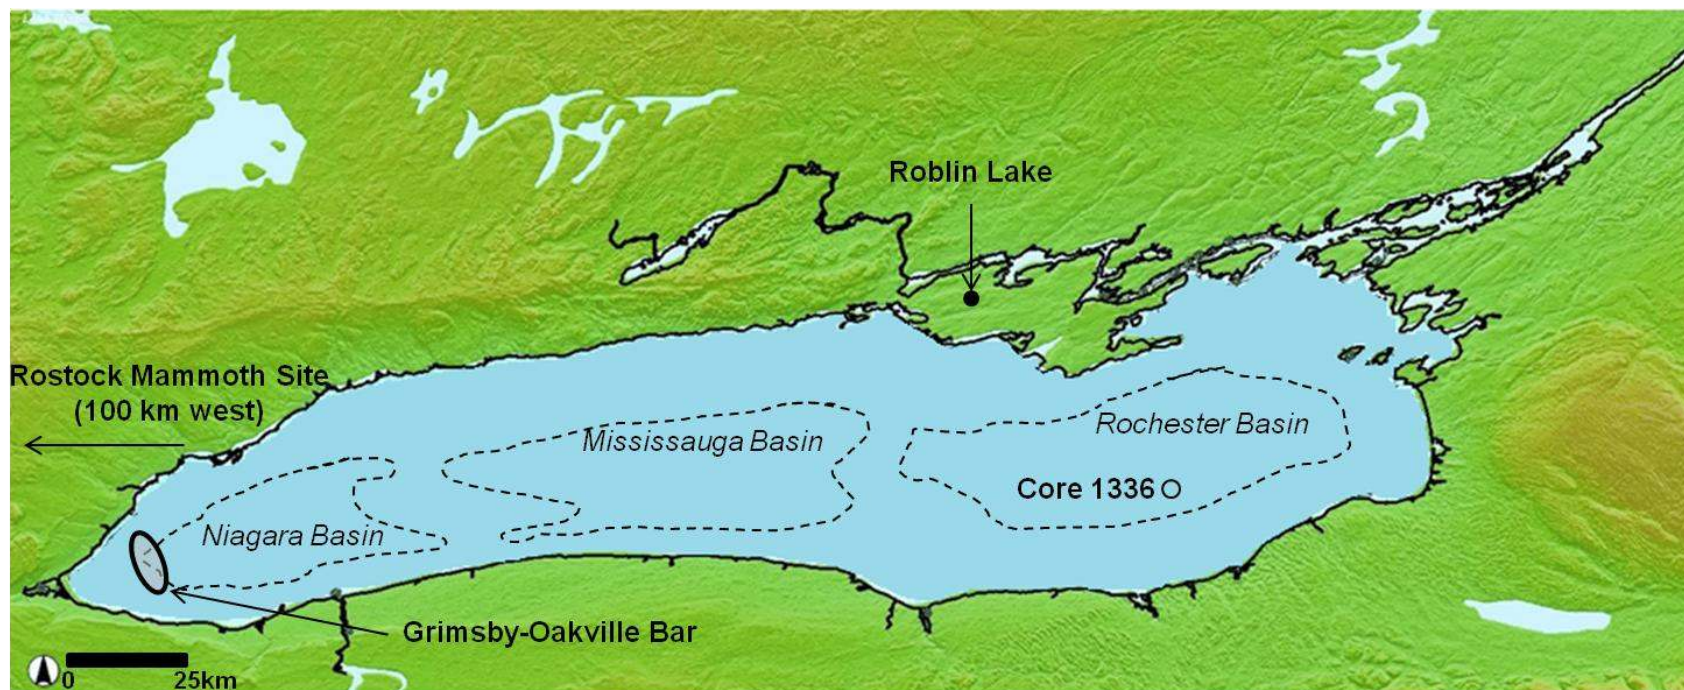 Roblin Lake
Rostock Mammoth Site
(100 km west)
Mississauga Basin
Rochester Basin
Core 1336
Niagara Basin
Grimsby-Oakville Bar
0 25km